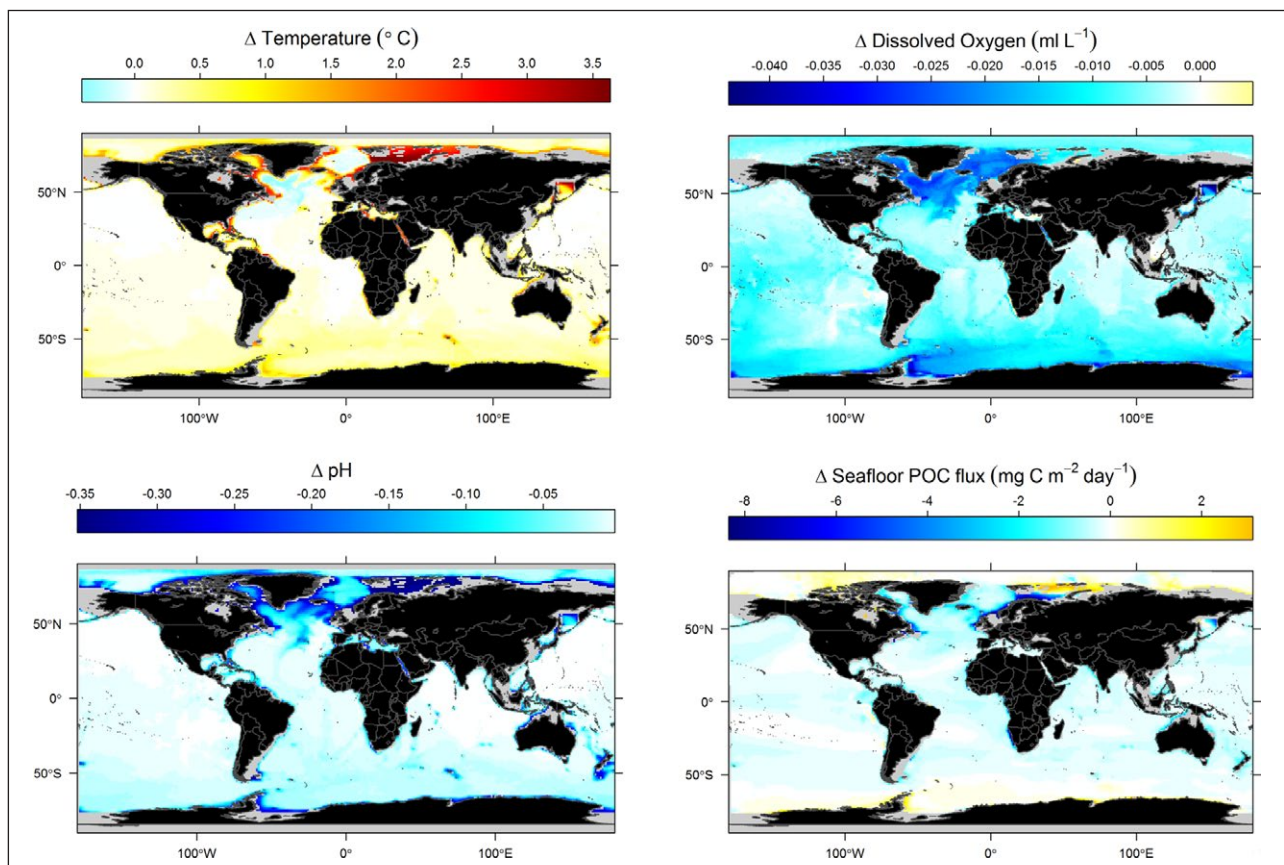 Δ Temperature (° C)
0.0 0.5 1.0 1.5 2.0 2.5 3.0 3.5
50°N
0°
50°S
100°W 0° 100°E
Δ Dissolved Oxygen (ml L⁻¹)
-0.040 -0.035 -0.030 -0.025 -0.020 -0.015 -0.010 -0.005 0.000
50°N
0°
50°S
100°W 0° 100°E
Δ pH
-0.35 -0.30 -0.25 -0.20 -0.15 -0.10 -0.05
50°N
0°
50°S
100°W 0° 100°E
Δ Seafloor POC flux (mg C m⁻² day⁻¹)
-8 -6 -4 -2 0 2
50°N
0°
50°S
100°W 0° 100°E